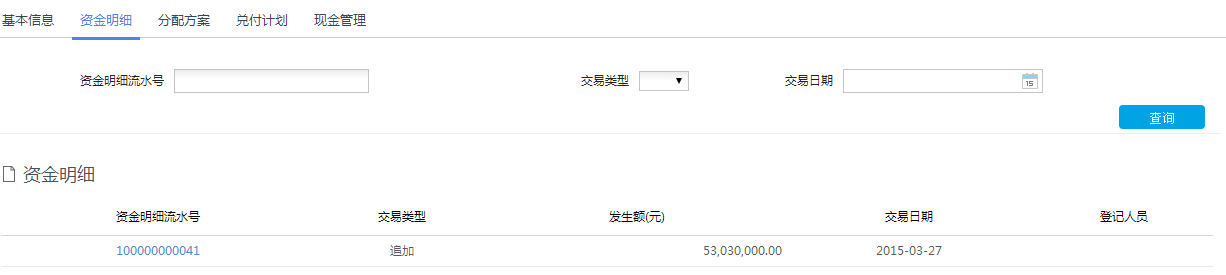 基本信息 资金明细 分配方案 兑付计划 现金管理
资金明细流水号 交易类型 交易日期 15
查询
资金明细
资金明细流水号 交易类型 发生额(元) 交易日期 登记人员
100000000041 追加 53,030,000.00 2015-03-27